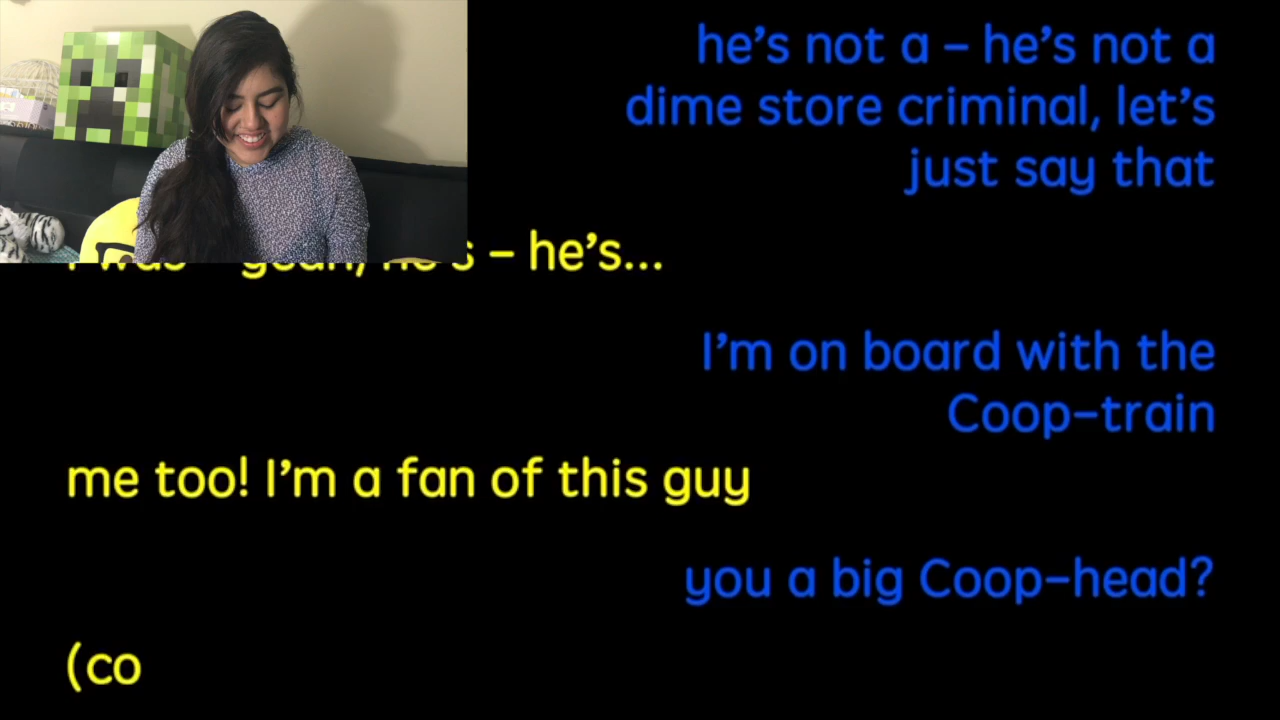 he's not a – he's not a
dime store criminal, let's
just say that
– he's...
I'm on board with the
Coop-train
me too! I'm a fan of this guy
you a big Coop-head?
(co